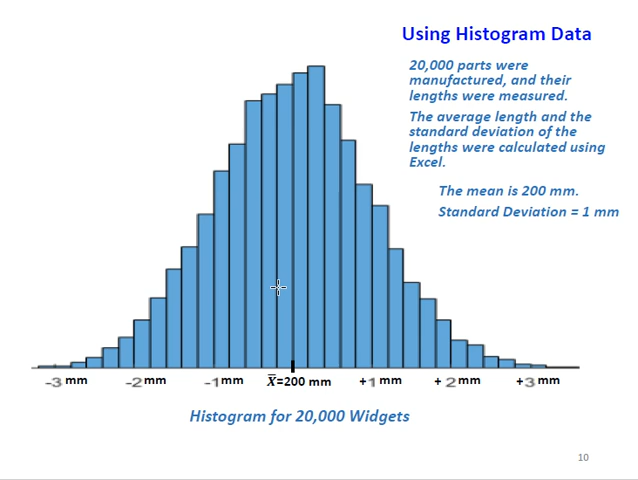 Using Histogram Data
20,000 parts were
manufactured, and their
lengths were measured.
The average length and the
standard deviation of the
lengths were calculated using
Excel.
The mean is 200 mm.
Standard Deviation = 1 mm
-3 mm -2 mm -1 mm X̅=200 mm +1 mm + 2 mm +3 mm
Histogram for 20,000 Widgets
10